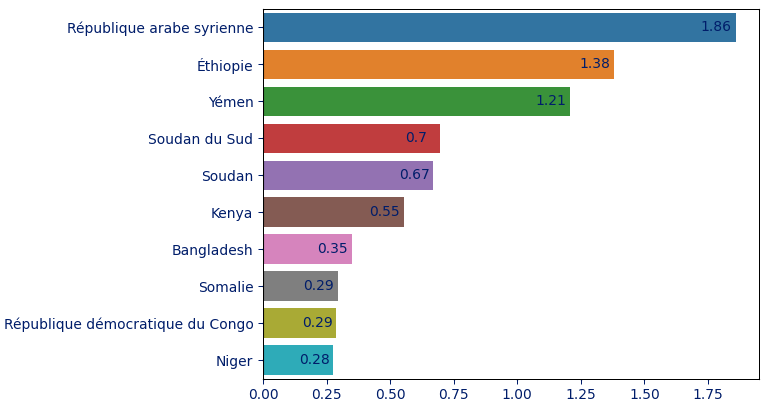 République arabe syrienne 1.86
Éthiopie 1.38
Yémen 1.21
Soudan du Sud 0.7
Soudan 0.67
Kenya 0.55
Bangladesh 0.35
Somalie 0.29
République démocratique du Congo 0.29
Niger 0.28
0.00 0.25 0.50 0.75 1.00 1.25 1.50 1.75